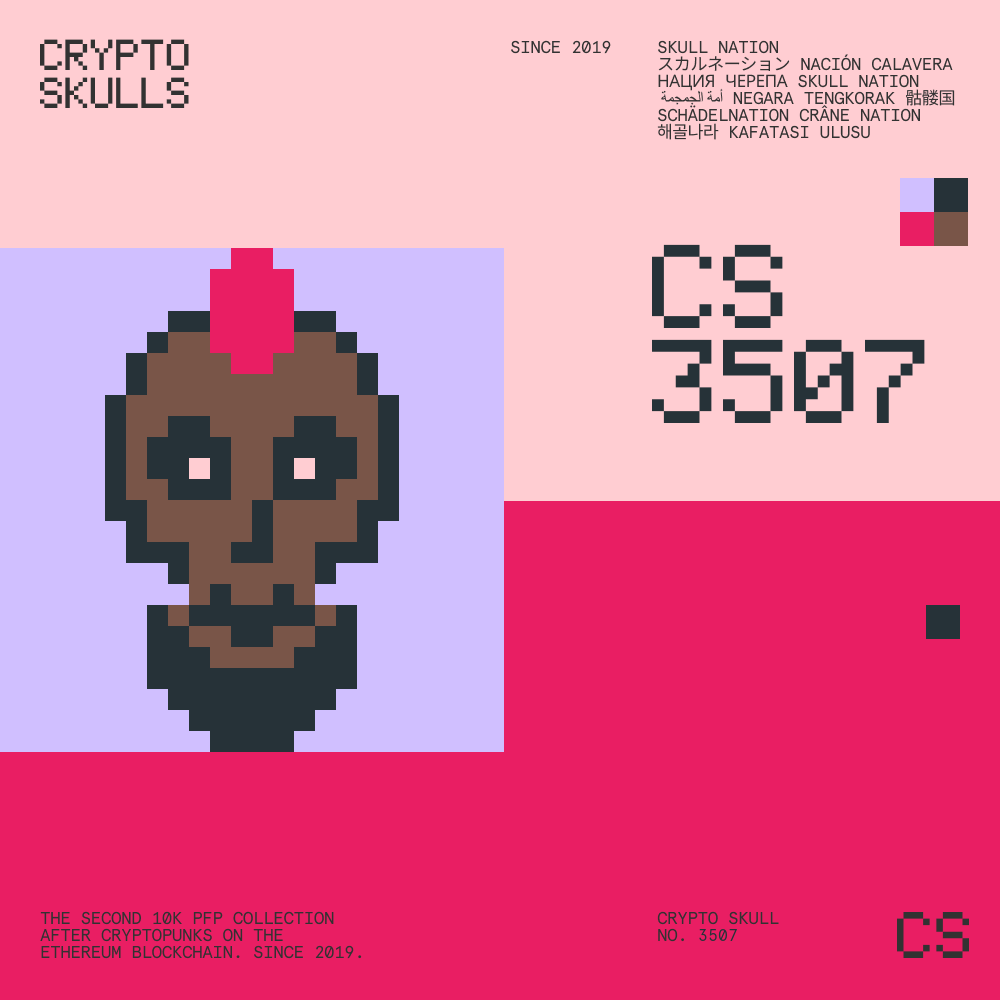 CRYPTO
SKULLS
SINCE 2019
SKULL NATION
スカルネーション NACIÓN CALAVERA
НАЦИЯ ЧЕРЕПА SKULL NATION
أمة الجمجمة NEGARA TENGKORAK 骷髅国
SCHÄDELNATION CRÂNE NATION
해골나라 KAFATASI ULUSU
CS
3507
THE SECOND 10K PFP COLLECTION
AFTER CRYPTOPUNKS ON THE
ETHEREUM BLOCKCHAIN. SINCE 2019.
CRYPTO SKULL
NO. 3507
CS